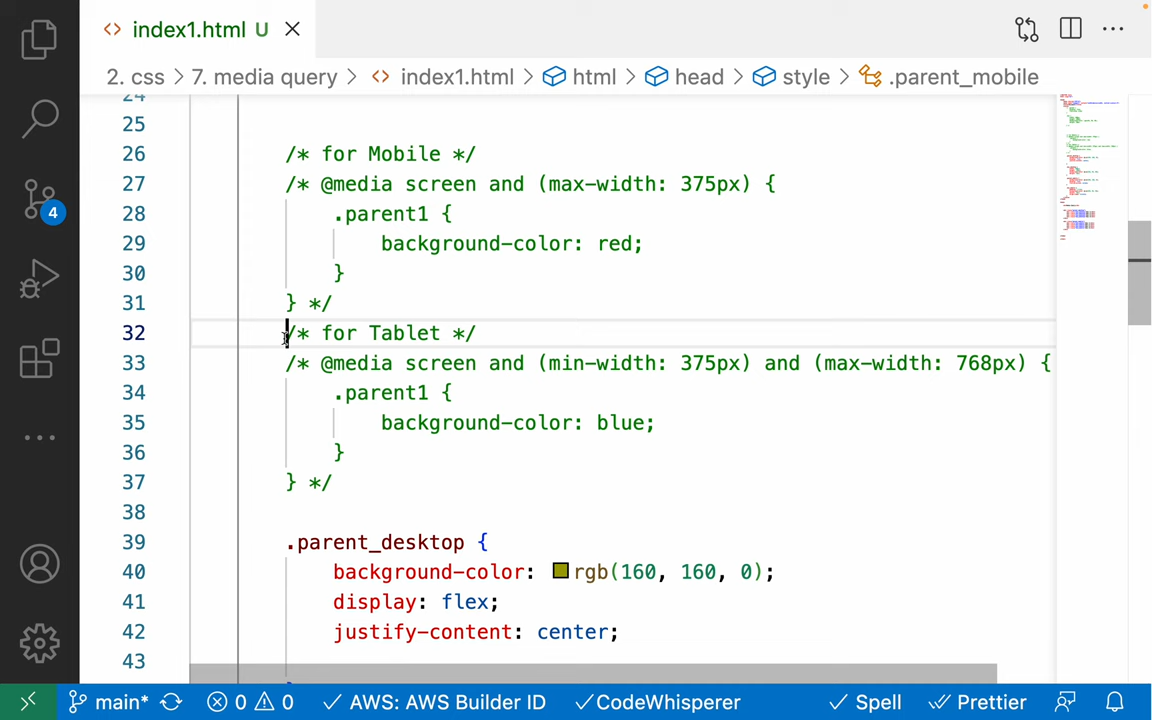 index1.html U
2. css > 7. media query > index1.html > html > head > style > .parent_mobile
24
25
26 /* for Mobile */
27 /* @media screen and (max-width: 375px) {
28 .parent1 {
29 background-color: red;
30 }
31 } */
32 /* for Tablet */
33 /* @media screen and (min-width: 375px) and (max-width: 768px) {
34 .parent1 {
35 background-color: blue;
36 }
37 } */
38
39 .parent_desktop {
40 background-color: rgb(160, 160, 0);
41 display: flex;
42 justify-content: center;
43
4
main* 0 0 AWS: AWS Builder ID CodeWhisperer Spell Prettier